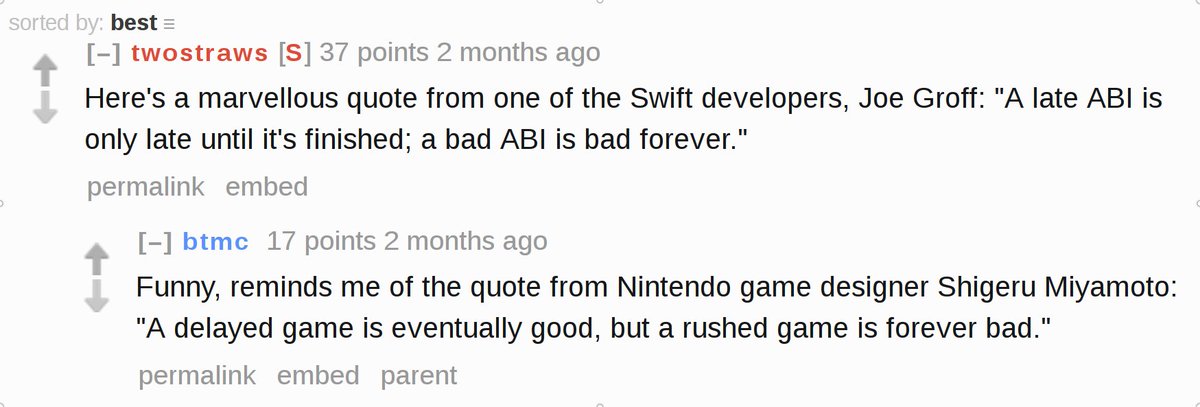 sorted by: best ≡
[–] twostraws [S] 37 points 2 months ago
Here's a marvellous quote from one of the Swift developers, Joe Groff: "A late ABI is
only late until it's finished; a bad ABI is bad forever."
permalink embed
[–] btmc 17 points 2 months ago
Funny, reminds me of the quote from Nintendo game designer Shigeru Miyamoto:
"A delayed game is eventually good, but a rushed game is forever bad."
permalink embed parent